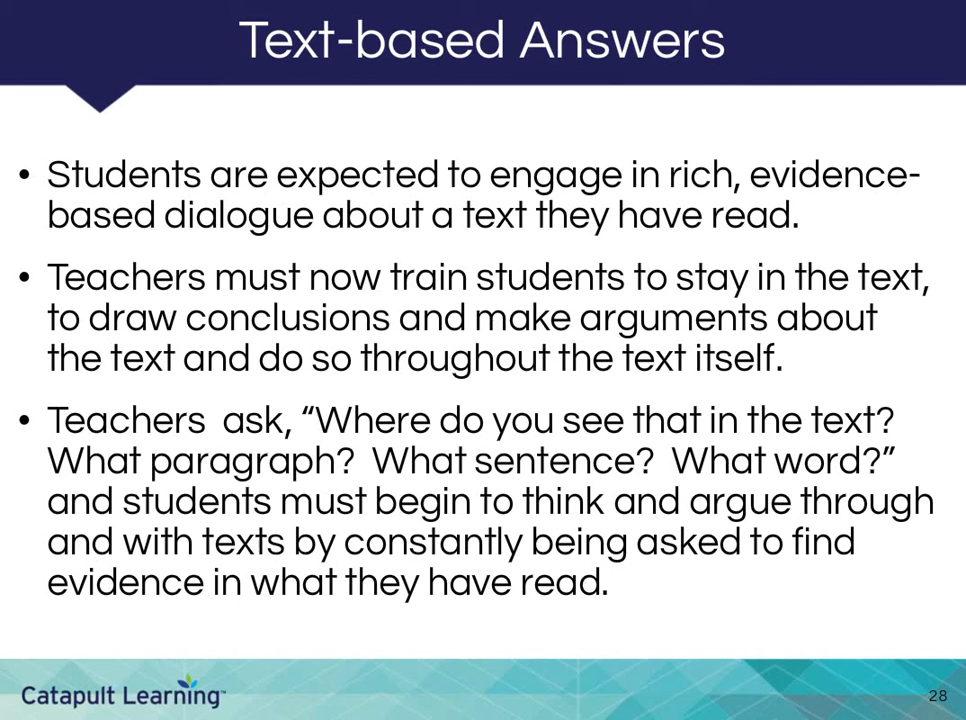 Text-based Answers
• Students are expected to engage in rich, evidence-
based dialogue about a text they have read.
• Teachers must now train students to stay in the text,
to draw conclusions and make arguments about
the text and do so throughout the text itself.
• Teachers  ask, “Where do you see that in the text?
What paragraph?  What sentence?  What word?”
and students must begin to think and argue through
and with texts by constantly being asked to find
evidence in what they have read.
Catapult Learning™
28